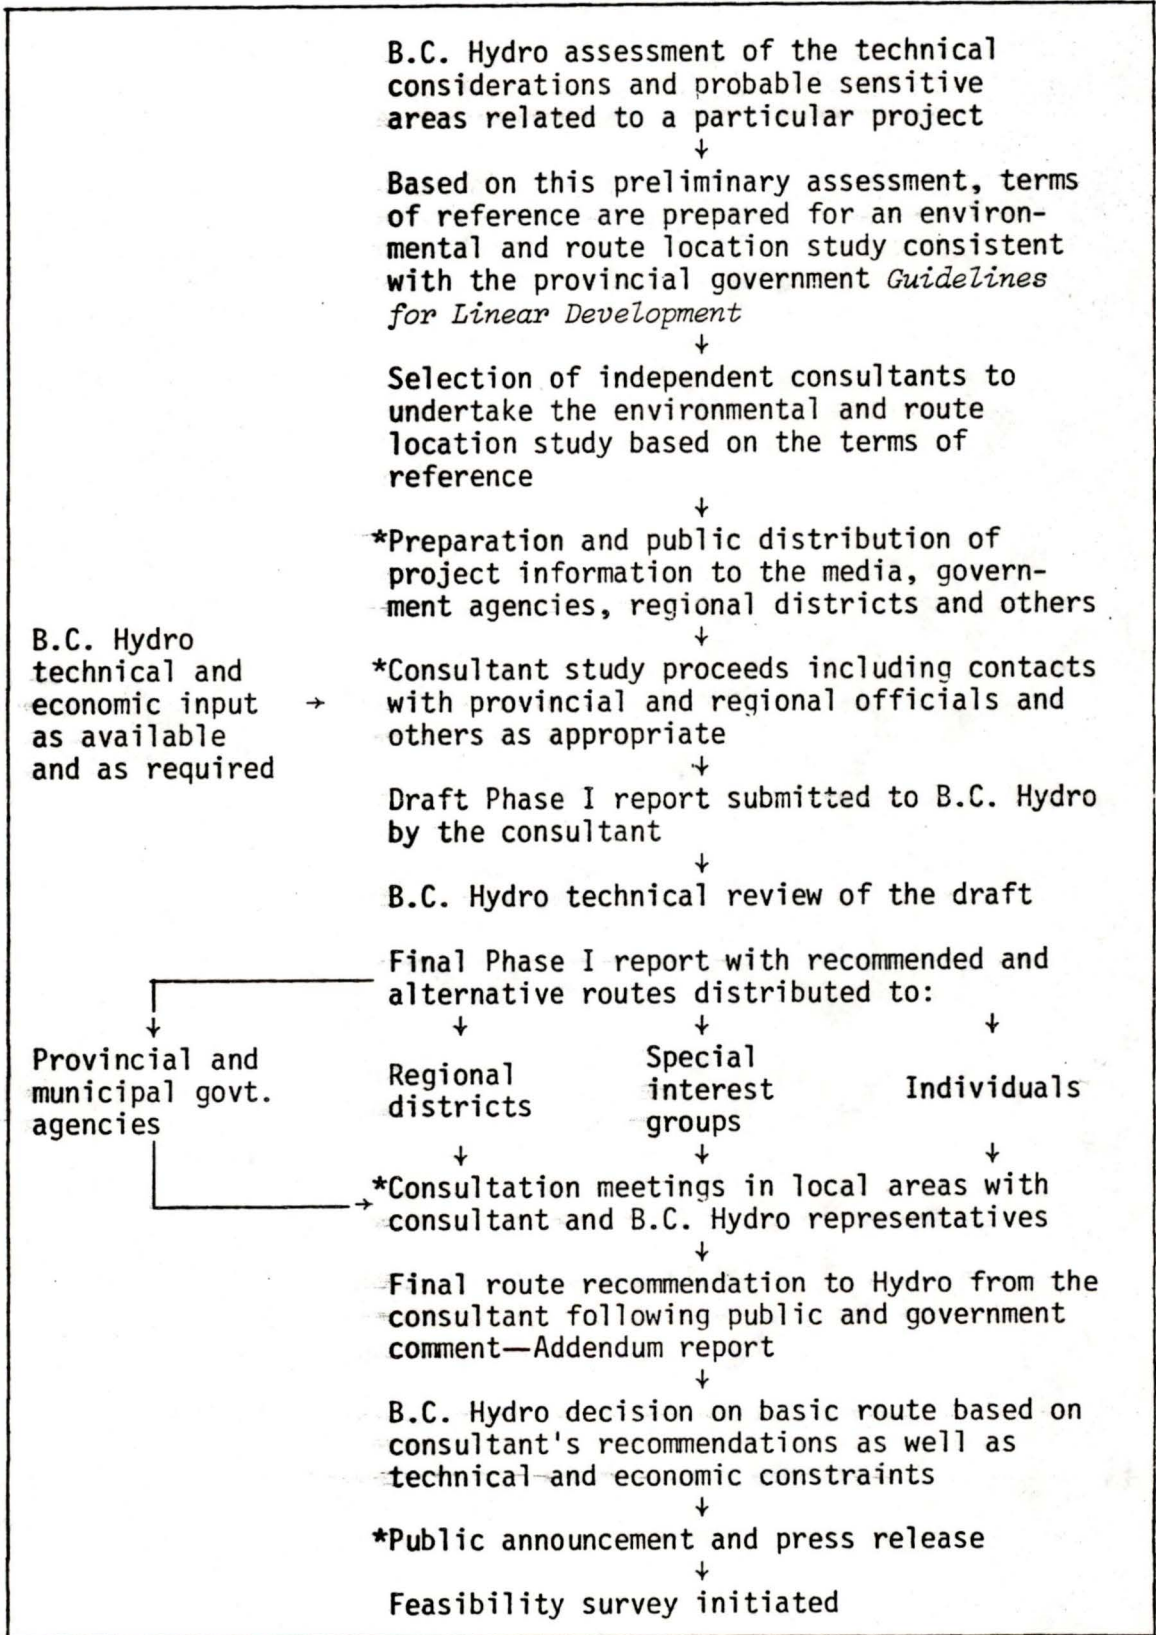 B.C. Hydro assessment of the technical
considerations and probable sensitive
areas related to a particular project
↓
Based on this preliminary assessment, terms
of reference are prepared for an environ-
mental and route location study consistent
with the provincial government Guidelines
for Linear Development
↓
Selection of independent consultants to
undertake the environmental and route
location study based on the terms of
reference
↓
*Preparation and public distribution of
project information to the media, govern-
ment agencies, regional districts and others
↓
B.C. Hydro
technical and
economic input →
as available
and as required
*Consultant study proceeds including contacts
with provincial and regional officials and
others as appropriate
↓
Draft Phase I report submitted to B.C. Hydro
by the consultant
↓
B.C. Hydro technical review of the draft
Final Phase I report with recommended and
alternative routes distributed to:
↓ ↓ ↓ ↓
Provincial and
municipal govt.
agencies
Regional
districts
Special
interest
groups
Individuals
↓ ↓ ↓
→
*Consultation meetings in local areas with
consultant and B.C. Hydro representatives
↓
Final route recommendation to Hydro from the
consultant following public and government
comment—Addendum report
↓
B.C. Hydro decision on basic route based on
consultant's recommendations as well as
technical and economic constraints
↓
*Public announcement and press release
↓
Feasibility survey initiated